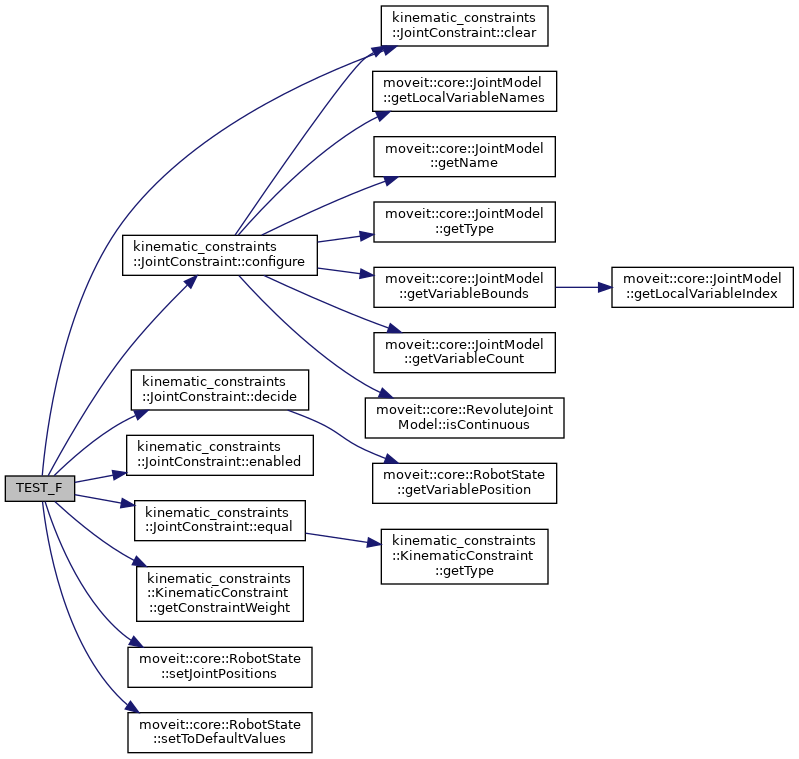 kinematic_constraints
::JointConstraint::clear
moveit::core::JointModel
::getLocalVariableNames
moveit::core::JointModel
::getName
moveit::core::JointModel
::getType
kinematic_constraints
::JointConstraint::configure
moveit::core::JointModel
::getVariableBounds
moveit::core::JointModel
::getLocalVariableIndex
moveit::core::JointModel
::getVariableCount
kinematic_constraints
::JointConstraint::decide
moveit::core::RevoluteJoint
Model::isContinuous
kinematic_constraints
::JointConstraint::enabled
moveit::core::RobotState
::getVariablePosition
TEST_F
kinematic_constraints
::JointConstraint::equal
kinematic_constraints
::KinematicConstraint
::getType
kinematic_constraints
::KinematicConstraint
::getConstraintWeight
moveit::core::RobotState
::setJointPositions
moveit::core::RobotState
::setToDefaultValues